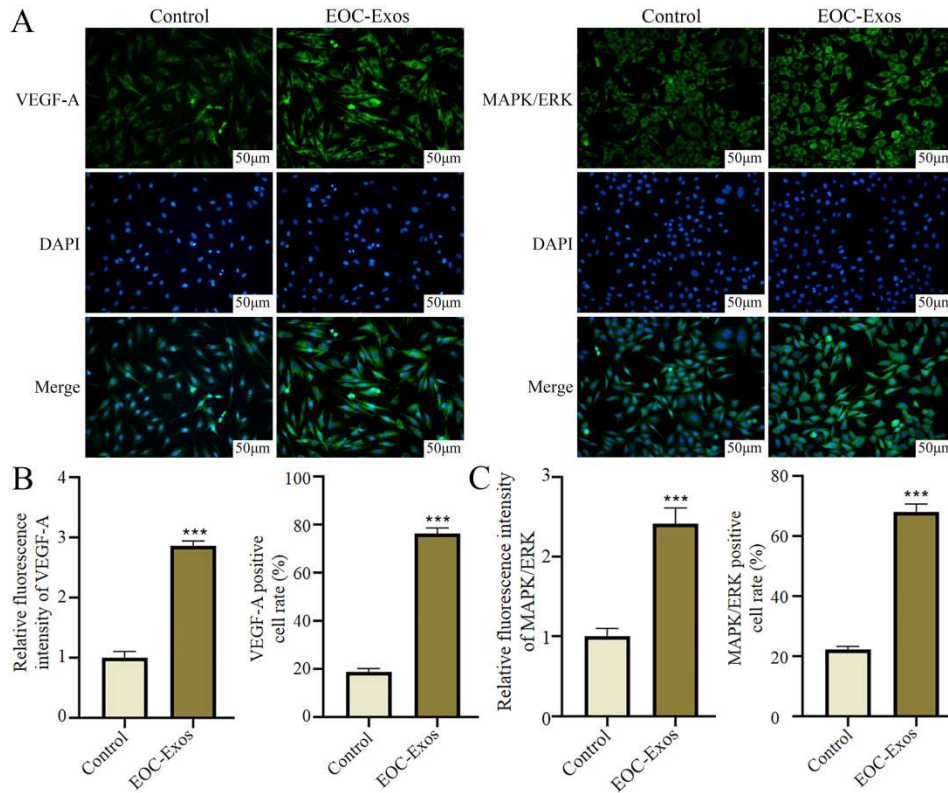 A
Control
EOC-Exos
Control
EOC-Exos
VEGF-A
50μm
50μm
MAPK/ERK
50μm
50μm
DAPI
50μm
50μm
DAPI
50μm
50μm
Merge
50μm
50μm
Merge
50μm
50μm
B
Relative fluorescence
intensity of VEGF-A
4
3
2
1
0
***
Control
EOC-Exos
VEGF-A positive
cell rate (%)
100
80
60
40
20
0
***
Control
EOC-Exos
C
Relative fluorescence intensity
of MAPK/ERK
3
2
1
0
***
Control
EOC-Exos
MAPK/ERK positive
cell rate (%)
80
60
40
20
0
***
Control
EOC-Exos